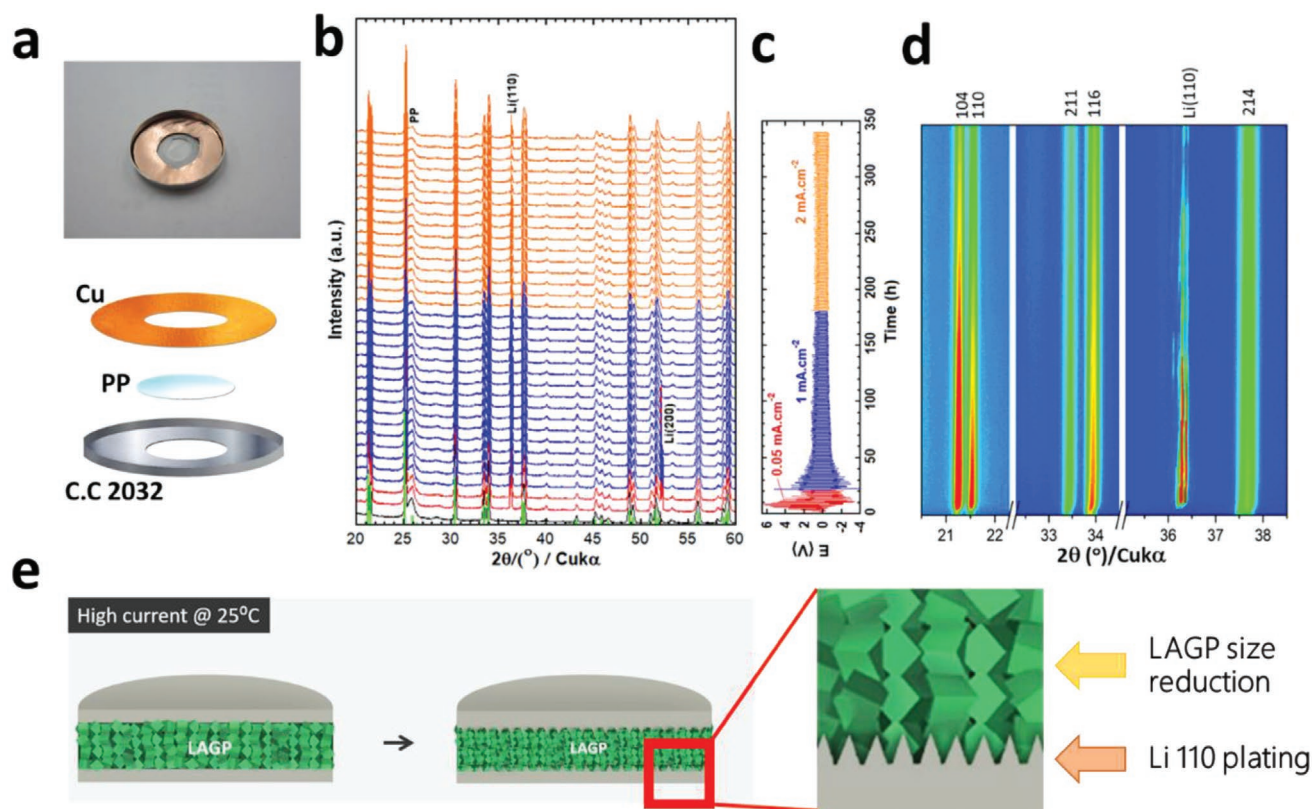 a
Cu
PP
C.C 2032
b
Intensity (a.u.)
PP
Li(110)
Li(200)
20 25 30 35 40 45 50 55 60
2θ/(°) / Cukα
c
0.05 mA.cm-2
1 mA.cm-2
2 mA.cm-2
0 50 100 150 200 250 300 350
Time (h)
6 4 2 0 -2 -4
E (V)
d
104
110
211
116
Li(110)
214
21 22 33 34 36 37 38
2θ (°)/Cukα
e
High current @ 25°C
LAGP
LAGP
LAGP size
reduction
Li 110 plating